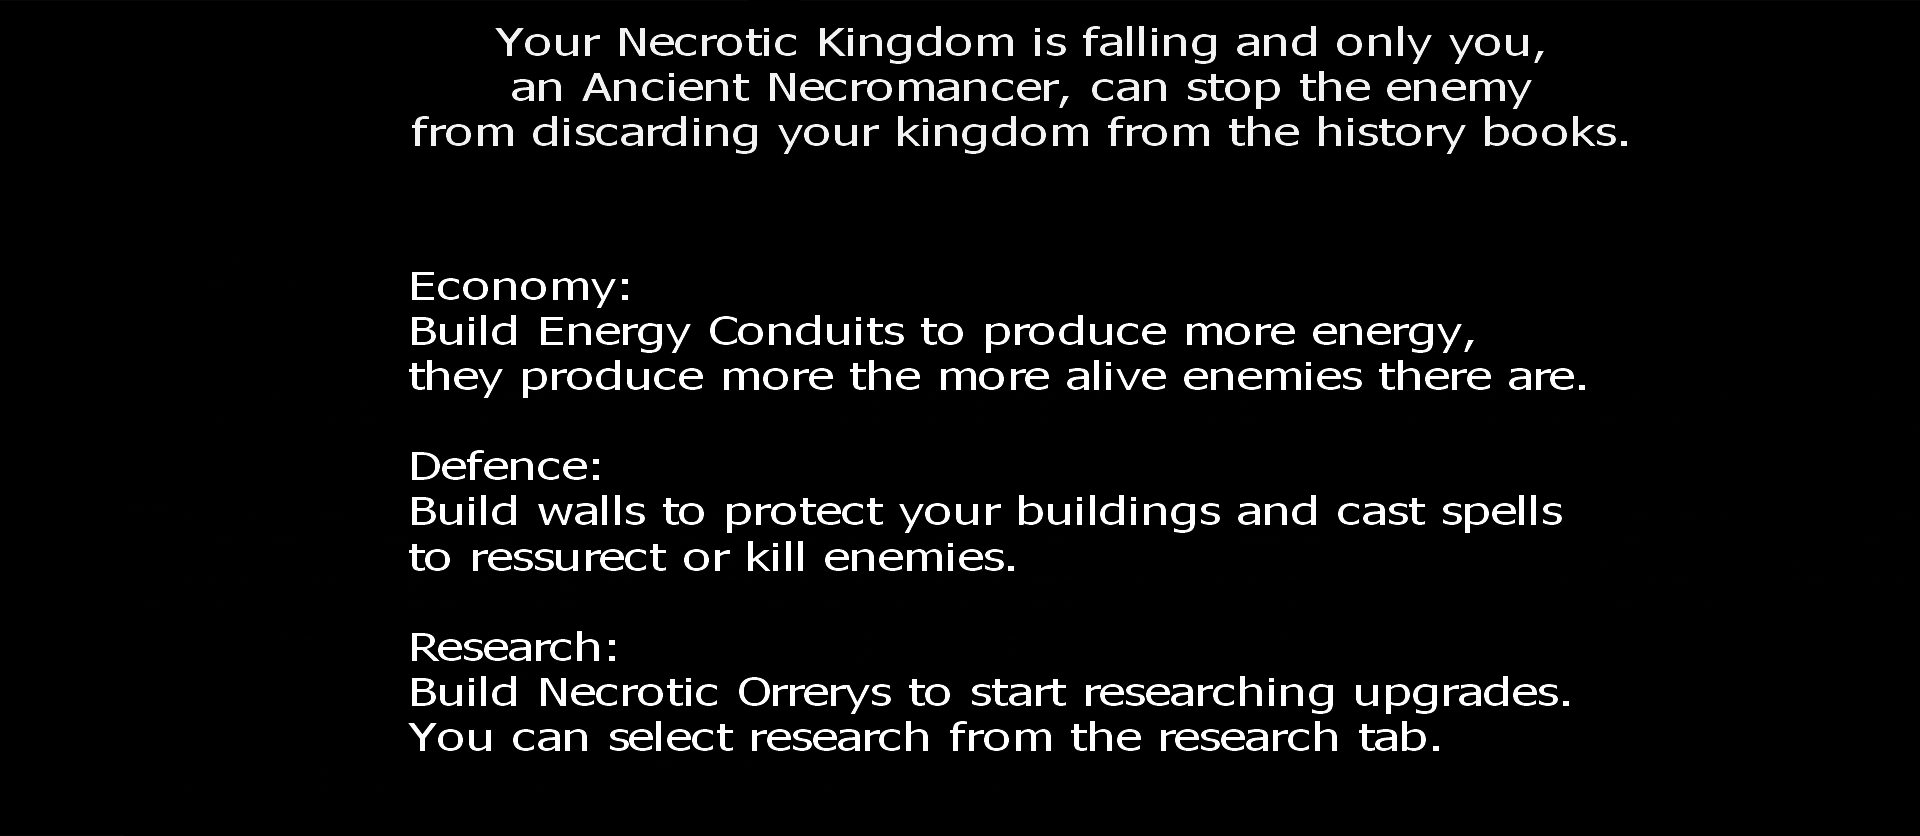 Your Necrotic Kingdom is falling and only you,
an Ancient Necromancer, can stop the enemy
from discarding your kingdom from the history books.
Economy:
Build Energy Conduits to produce more energy,
they produce more the more alive enemies there are.
Defence:
Build walls to protect your buildings and cast spells
to ressurect or kill enemies.
Research:
Build Necrotic Orrerys to start researching upgrades.
You can select research from the research tab.